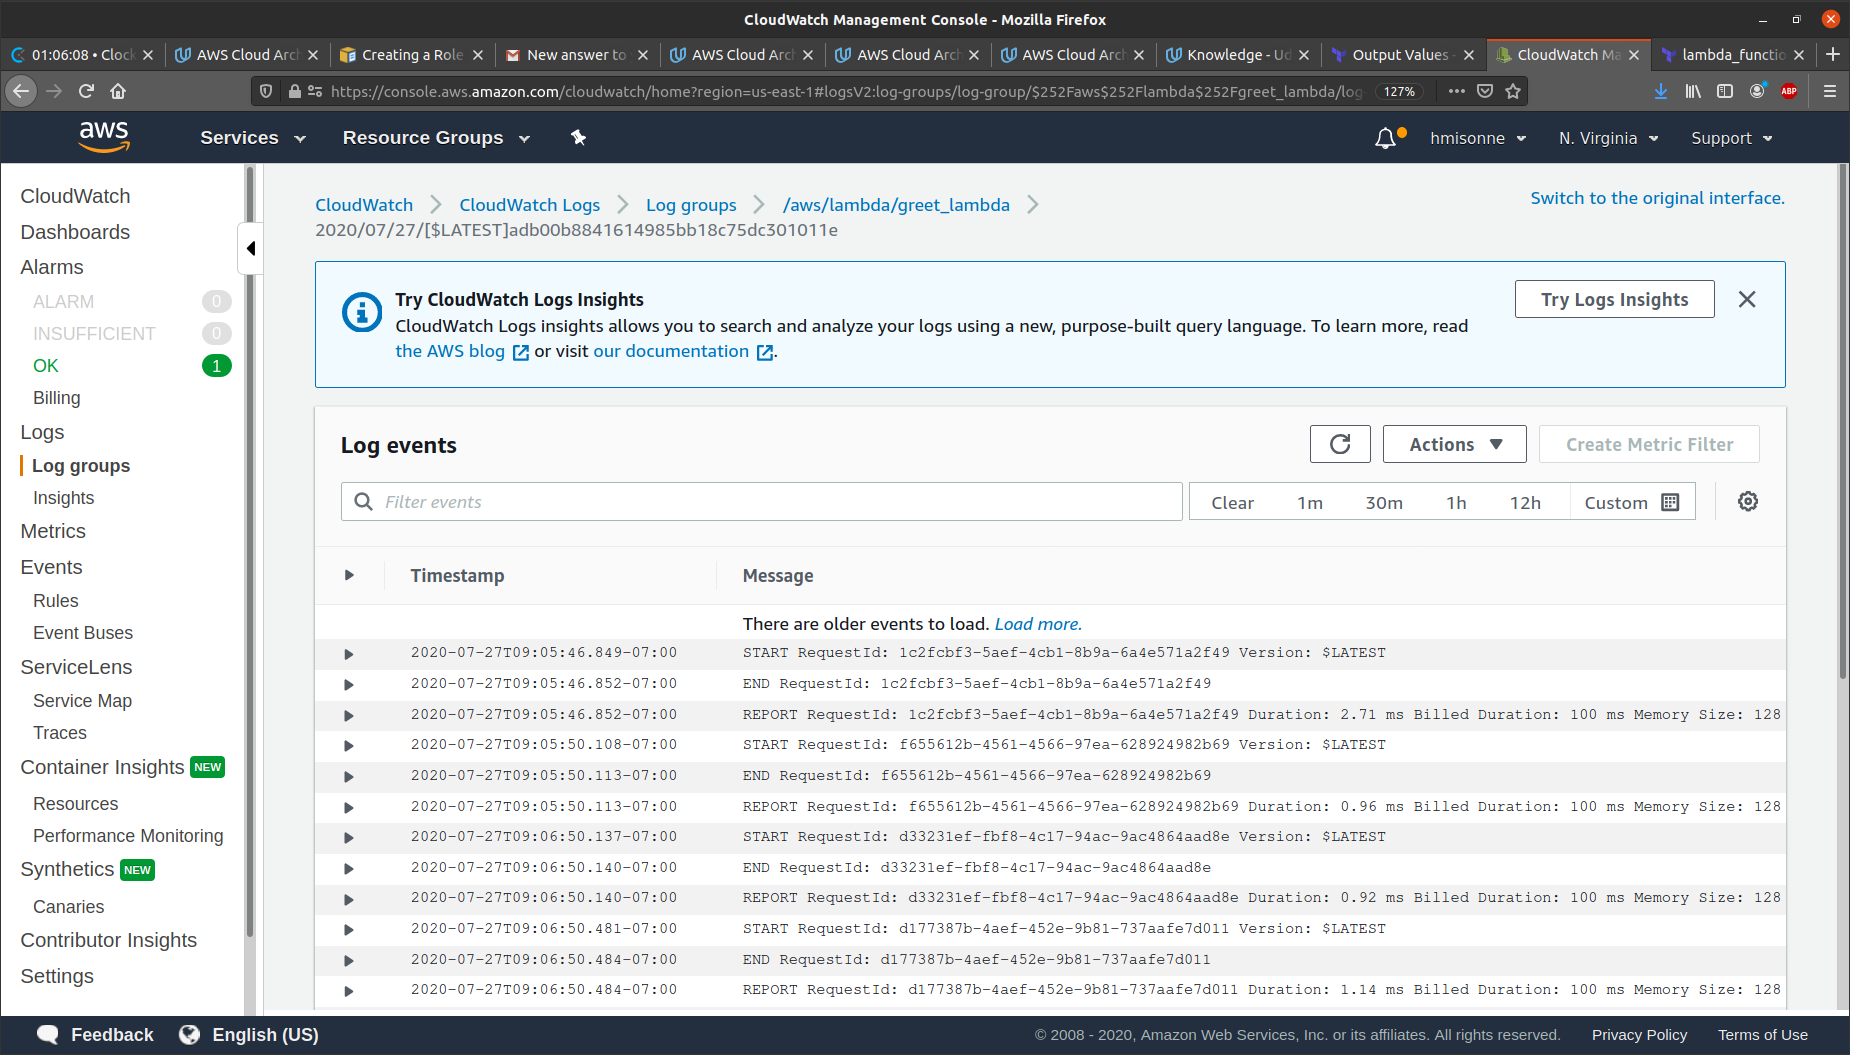 CloudWatch Management Console - Mozilla Firefox
01:06:08 • Clock
AWS Cloud Arch
Creating a Role
New answer to
AWS Cloud Arch
AWS Cloud Arch
AWS Cloud Arch
Knowledge - Ud
Output Values -
CloudWatch Ma
lambda_functio
https://console.aws.amazon.com/cloudwatch/home?region=us-east-1#logsV2:log-groups/log-group/$252Faws$252Flambda$252Fgreet_lambda/log-
127%
ABP
aws
Services
Resource Groups
hmisonne
N. Virginia
Support
CloudWatch
Dashboards
Alarms
ALARM 0
INSUFFICIENT 0
OK 1
Billing
Logs
Log groups
Insights
Metrics
Events
Rules
Event Buses
ServiceLens
Service Map
Traces
Container Insights NEW
Resources
Performance Monitoring
Synthetics NEW
Canaries
Contributor Insights
Settings
CloudWatch > CloudWatch Logs > Log groups > /aws/lambda/greet_lambda >
2020/07/27/[$LATEST]adb00b8841614985bb18c75dc301011e
Switch to the original interface.
Try CloudWatch Logs Insights
CloudWatch Logs insights allows you to search and analyze your logs using a new, purpose-built query language. To learn more, read
the AWS blog or visit our documentation.
Try Logs Insights
Log events
Actions
Create Metric Filter
Filter events
Clear 1m 30m 1h 12h Custom
Timestamp Message
There are older events to load. Load more.
2020-07-27T09:05:46.849-07:00 START RequestId: 1c2fcbf3-5aef-4cb1-8b9a-6a4e571a2f49 Version: $LATEST
2020-07-27T09:05:46.852-07:00 END RequestId: 1c2fcbf3-5aef-4cb1-8b9a-6a4e571a2f49
2020-07-27T09:05:46.852-07:00 REPORT RequestId: 1c2fcbf3-5aef-4cb1-8b9a-6a4e571a2f49 Duration: 2.71 ms Billed Duration: 100 ms Memory Size: 128
2020-07-27T09:05:50.108-07:00 START RequestId: f655612b-4561-4566-97ea-628924982b69 Version: $LATEST
2020-07-27T09:05:50.113-07:00 END RequestId: f655612b-4561-4566-97ea-628924982b69
2020-07-27T09:05:50.113-07:00 REPORT RequestId: f655612b-4561-4566-97ea-628924982b69 Duration: 0.96 ms Billed Duration: 100 ms Memory Size: 128
2020-07-27T09:06:50.137-07:00 START RequestId: d33231ef-fbf8-4c17-94ac-9ac4864aad8e Version: $LATEST
2020-07-27T09:06:50.140-07:00 END RequestId: d33231ef-fbf8-4c17-94ac-9ac4864aad8e
2020-07-27T09:06:50.140-07:00 REPORT RequestId: d33231ef-fbf8-4c17-94ac-9ac4864aad8e Duration: 0.92 ms Billed Duration: 100 ms Memory Size: 128
2020-07-27T09:06:50.481-07:00 START RequestId: d177387b-4aef-452e-9b81-737aafe7d011 Version: $LATEST
2020-07-27T09:06:50.484-07:00 END RequestId: d177387b-4aef-452e-9b81-737aafe7d011
2020-07-27T09:06:50.484-07:00 REPORT RequestId: d177387b-4aef-452e-9b81-737aafe7d011 Duration: 1.14 ms Billed Duration: 100 ms Memory Size: 128
Feedback
English (US)
© 2008 - 2020, Amazon Web Services, Inc. or its affiliates. All rights reserved.
Privacy Policy
Terms of Use